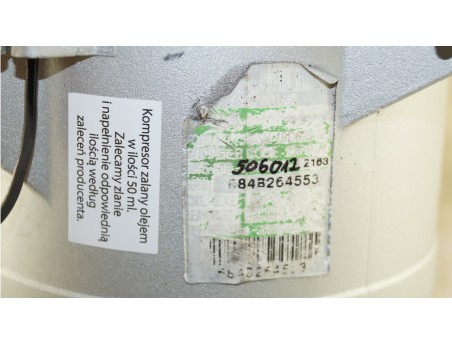 Kompresor zalany olejem
w ilości 50 ml.
Zalecamy zlanie
i napełnienie odpowiednią
ilością według
zaleceń producenta.
506012 2163
684B264553